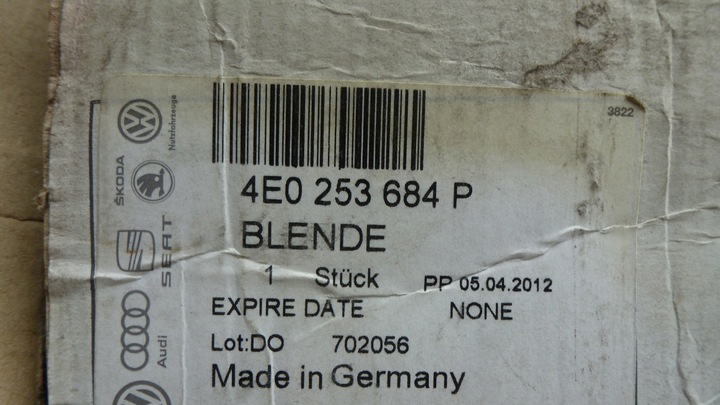 3822
4E0 253 684 P
BLENDE
1 Stück PP 05.04.2012
EXPIRE DATE NONE
Lot:DO 702056
Made in Germany
Nutzfahrzeuge
ŠKODA
SEAT
Audi